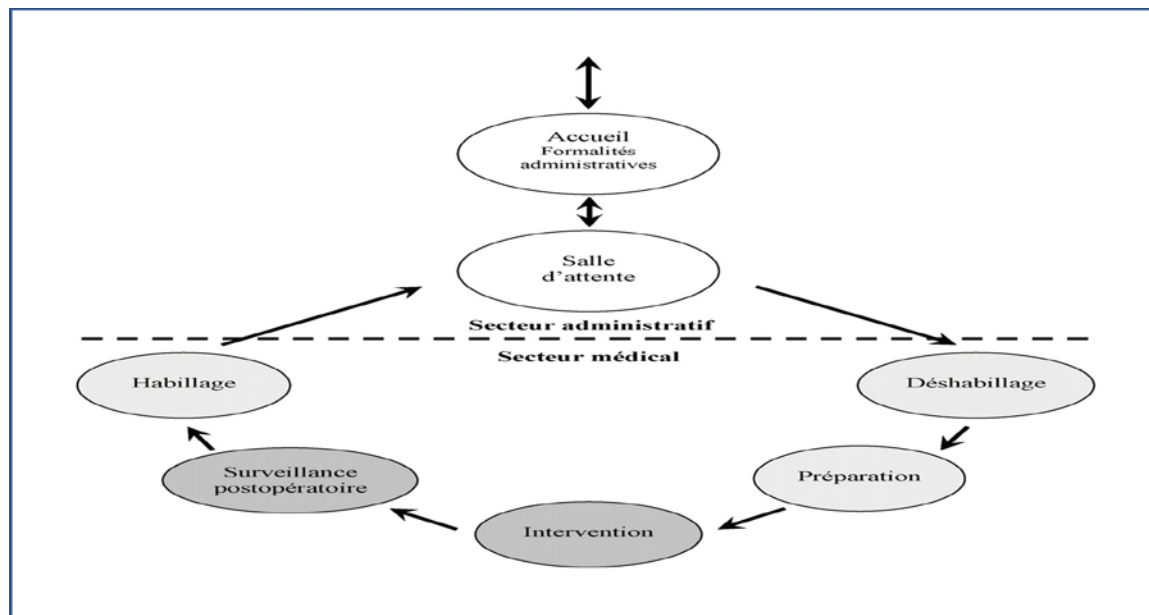 Accueil
Formalités
administratives
Salle
d'attente
Secteur administratif
Secteur médical
Habillage
Déshabillage
Surveillance
postopératoire
Préparation
Intervention